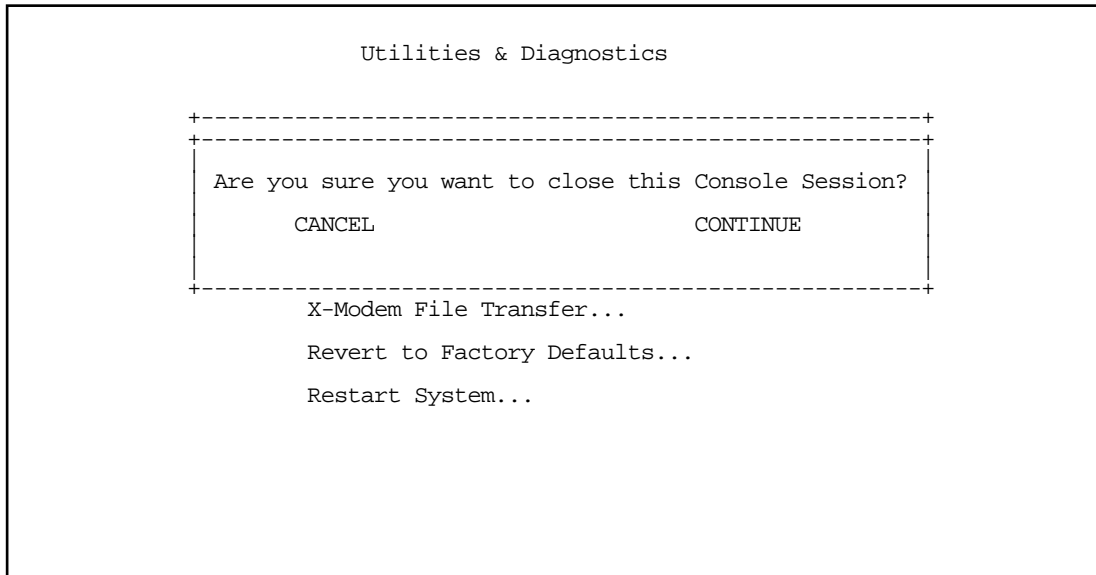 Utilities & Diagnostics
+------------------------------------------------------+
+------------------------------------------------------+
Are you sure you want to close this Console Session?
CANCEL CONTINUE
+------------------------------------------------------+
X-Modem File Transfer...
Revert to Factory Defaults...
Restart System...